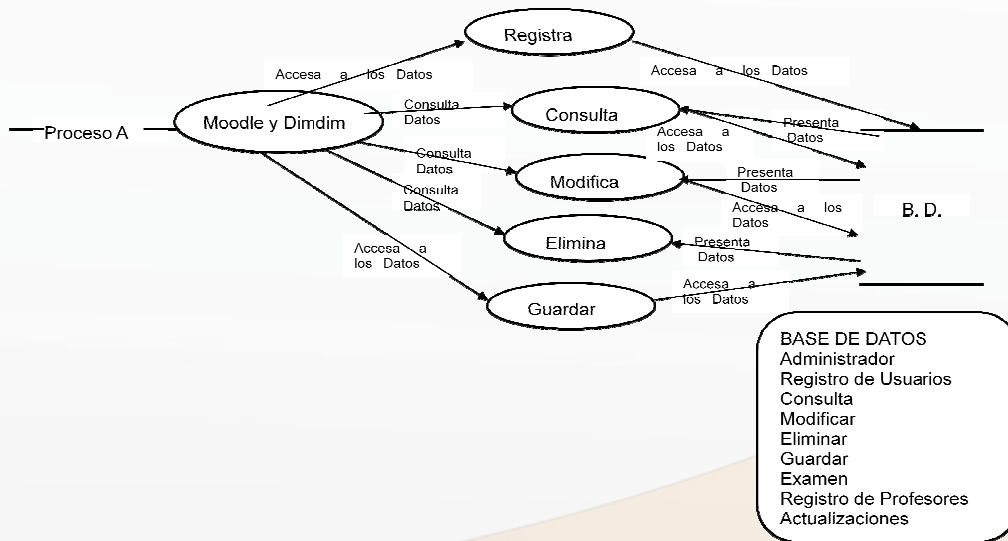 Registra
Accesa a los Datos
Accesa a los Datos
Consulta
Datos
Consulta
Presenta
Datos
Proceso A
Moodle y Dimdim
Accesa a
los Datos
Consulta
Datos
Modifica
Presenta
Datos
Consulta
Datos
Accesa a los
Datos
B. D.
Elimina
Presenta
Datos
Accesa a
los Datos
Accesa a
los Datos
Guardar
BASE DE DATOS
Administrador
Registro de Usuarios
Consulta
Modificar
Eliminar
Guardar
Examen
Registro de Profesores
Actualizaciones